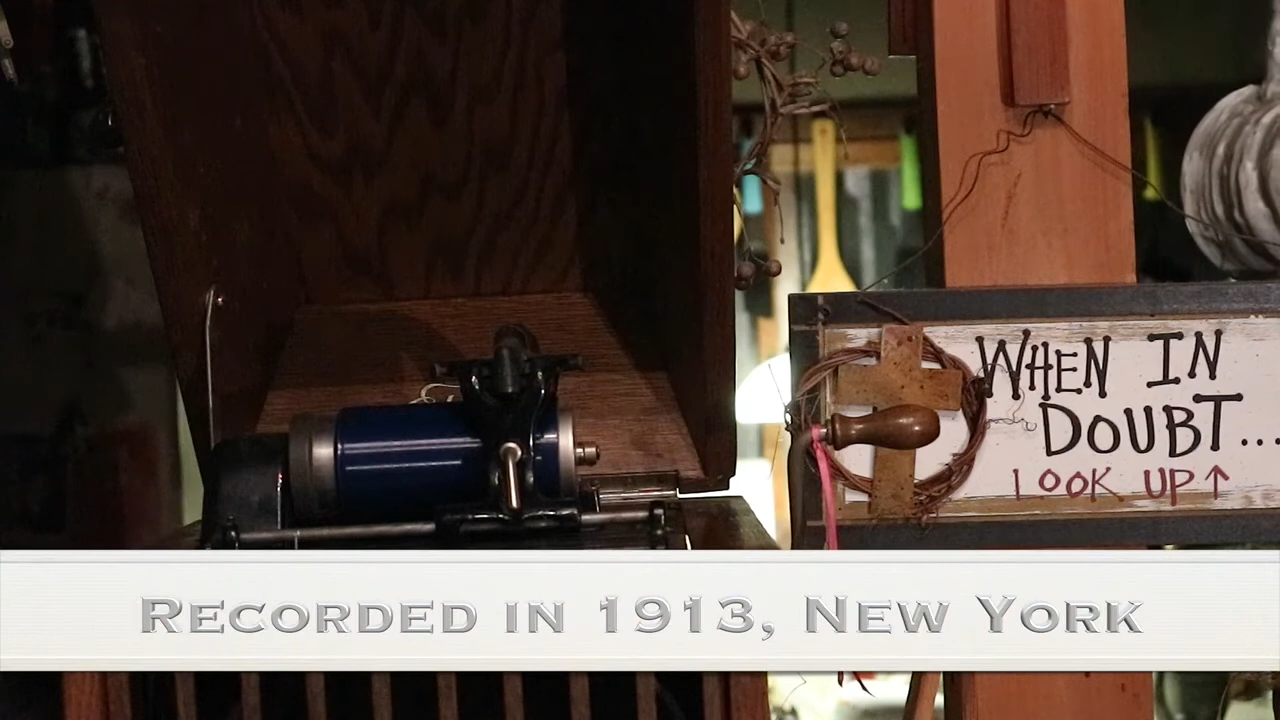 WHEN IN
DOUBT...
LOOK UP↑
RECORDED IN 1913, NEW YORK